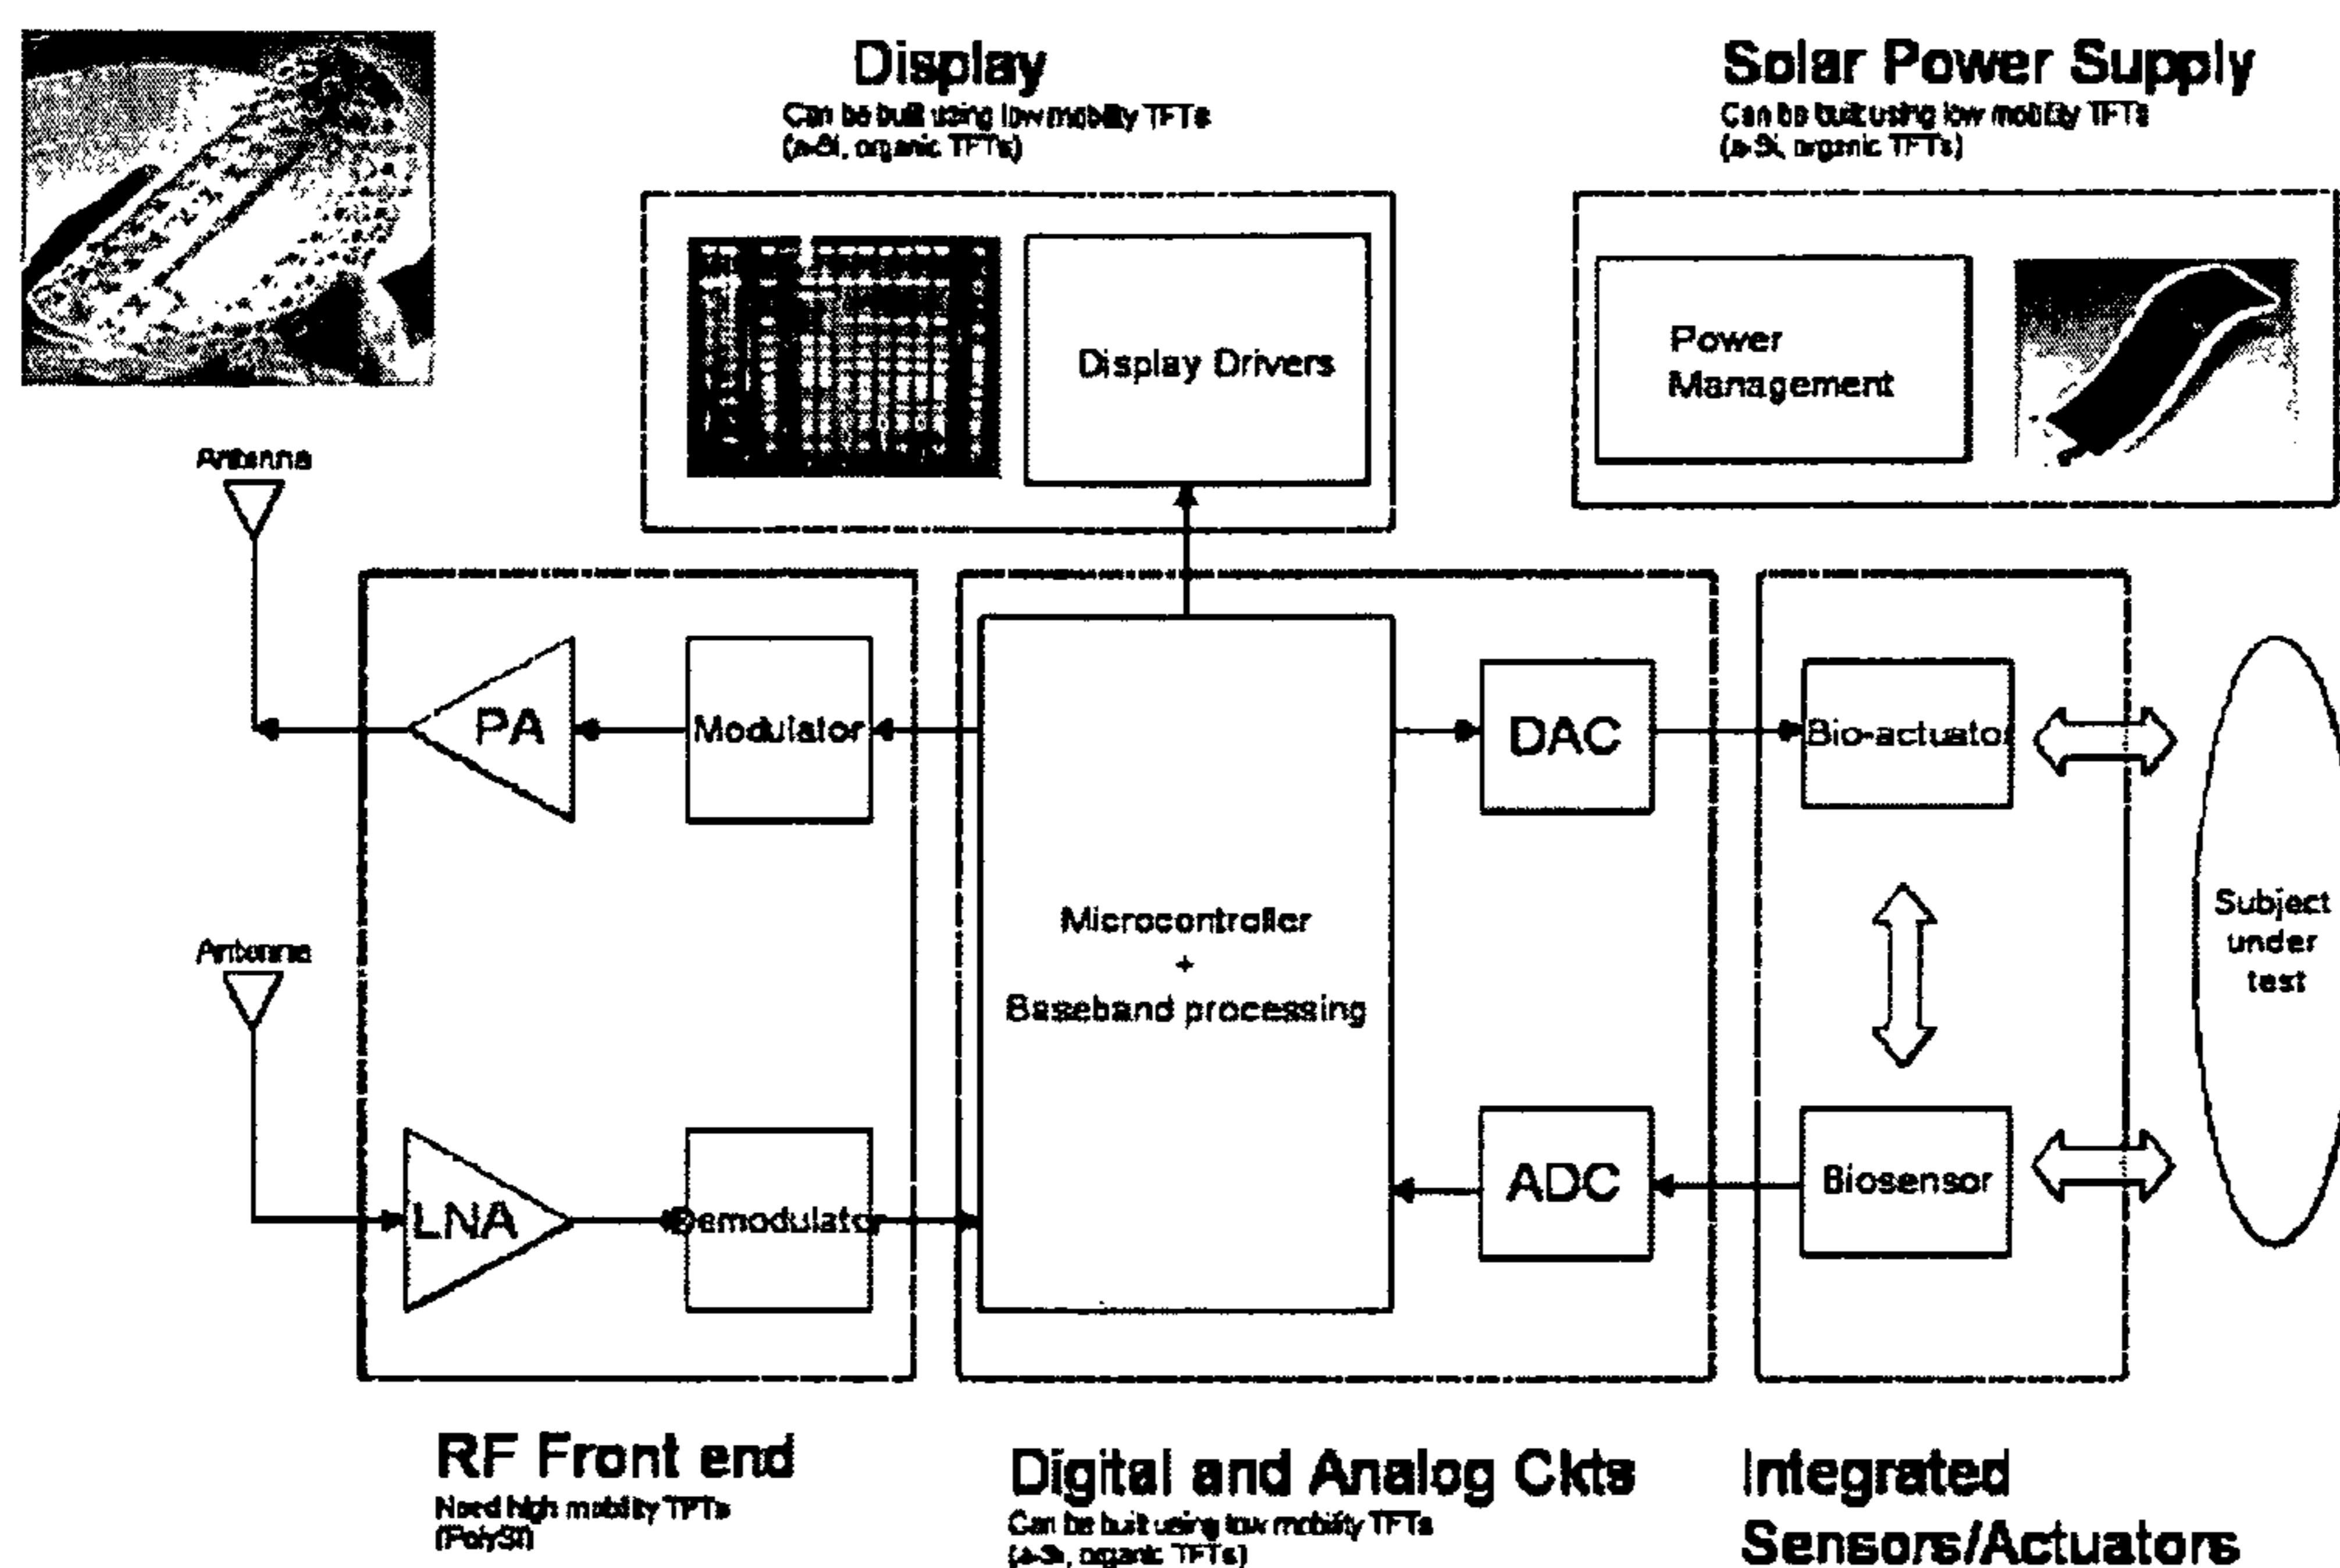 Display
Can be built using low mobility TFTs
(a-Si, organic TFTs)
Solar Power Supply
Can be built using low mobility TFTs
(a-Si, organic TFTs)
Display Drivers
Power
Management
Antenna
PA
Modulator
DAC
Bio-actuator
Microcontroller
+
Baseband processing
Subject
under
test
Antenna
LNA
Demodulator
ADC
Biosensor
RF Front end
Need high mobility TFTs
(PolySi)
Digital and Analog Ckts
Can be built using low mobility TFTs
(a-Si, organic TFTs)
Integrated
Sensors/Actuators